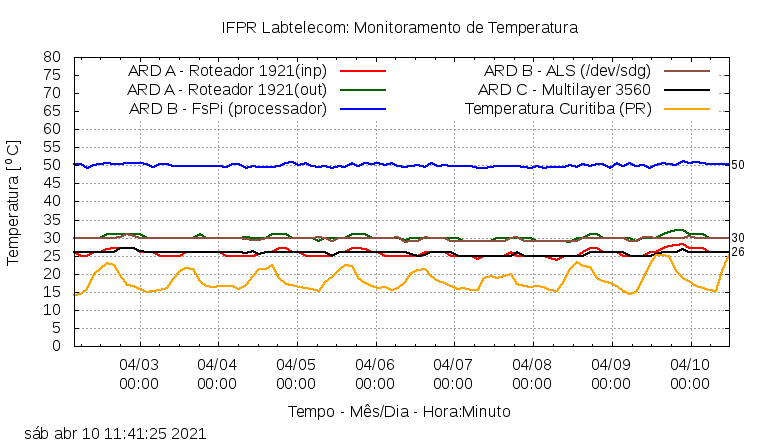 IFPR Labtelecom: Monitoramento de Temperatura
80
75
70
65
60
55
50
45
40
35
30
25
20
15
10
5
0
Temperatura [ ºC]
ARD A - Roteador 1921(inp)
ARD A - Roteador 1921(out)
ARD B - FsPi (processador)
ARD B - ALS (/dev/sdg)
ARD C - Multilayer 3560
Temperatura Curitiba (PR)
50
30
26
04/03 04/04 04/05 04/06 04/07 04/08 04/09 04/10
00:00 00:00 00:00 00:00 00:00 00:00 00:00 00:00
Tempo - Mês/Dia - Hora:Minuto
sáb abr 10 11:41:25 2021